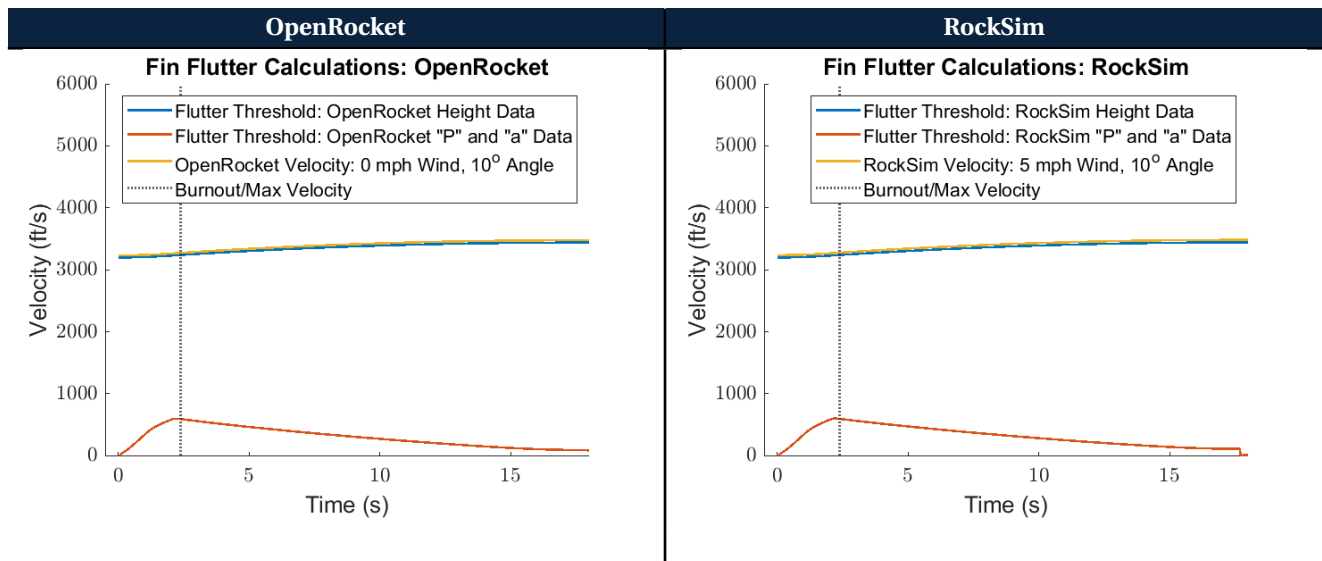 OpenRocket
RockSim
Fin Flutter Calculations: OpenRocket
6000
5000
4000
3000
2000
1000
0
Velocity (ft/s)
Flutter Threshold: OpenRocket Height Data
Flutter Threshold: OpenRocket "P" and "a" Data
OpenRocket Velocity: 0 mph Wind, 10° Angle
Burnout/Max Velocity
0
5
10
15
Time (s)
Fin Flutter Calculations: RockSim
6000
5000
4000
3000
2000
1000
0
Velocity (ft/s)
Flutter Threshold: RockSim Height Data
Flutter Threshold: RockSim "P" and "a" Data
RockSim Velocity: 5 mph Wind, 10° Angle
Burnout/Max Velocity
0
5
10
15
Time (s)